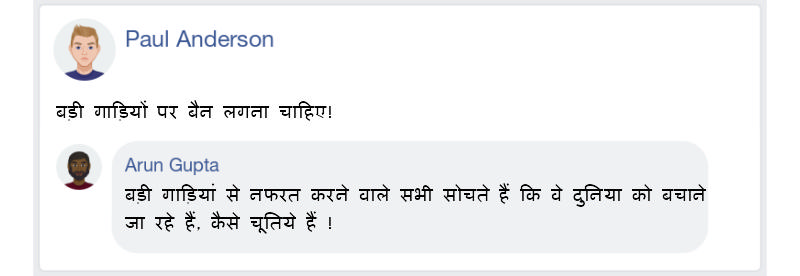 Paul Anderson
बड़ी गाड़ियों पर बैन लगना चाहिए!
Arun Gupta
बड़ी गाड़ियां से नफरत करने वाले सभी सोचते हैं कि वे दुनिया को बचाने
जा रहे हैं, कैसे चूतिये हैं !